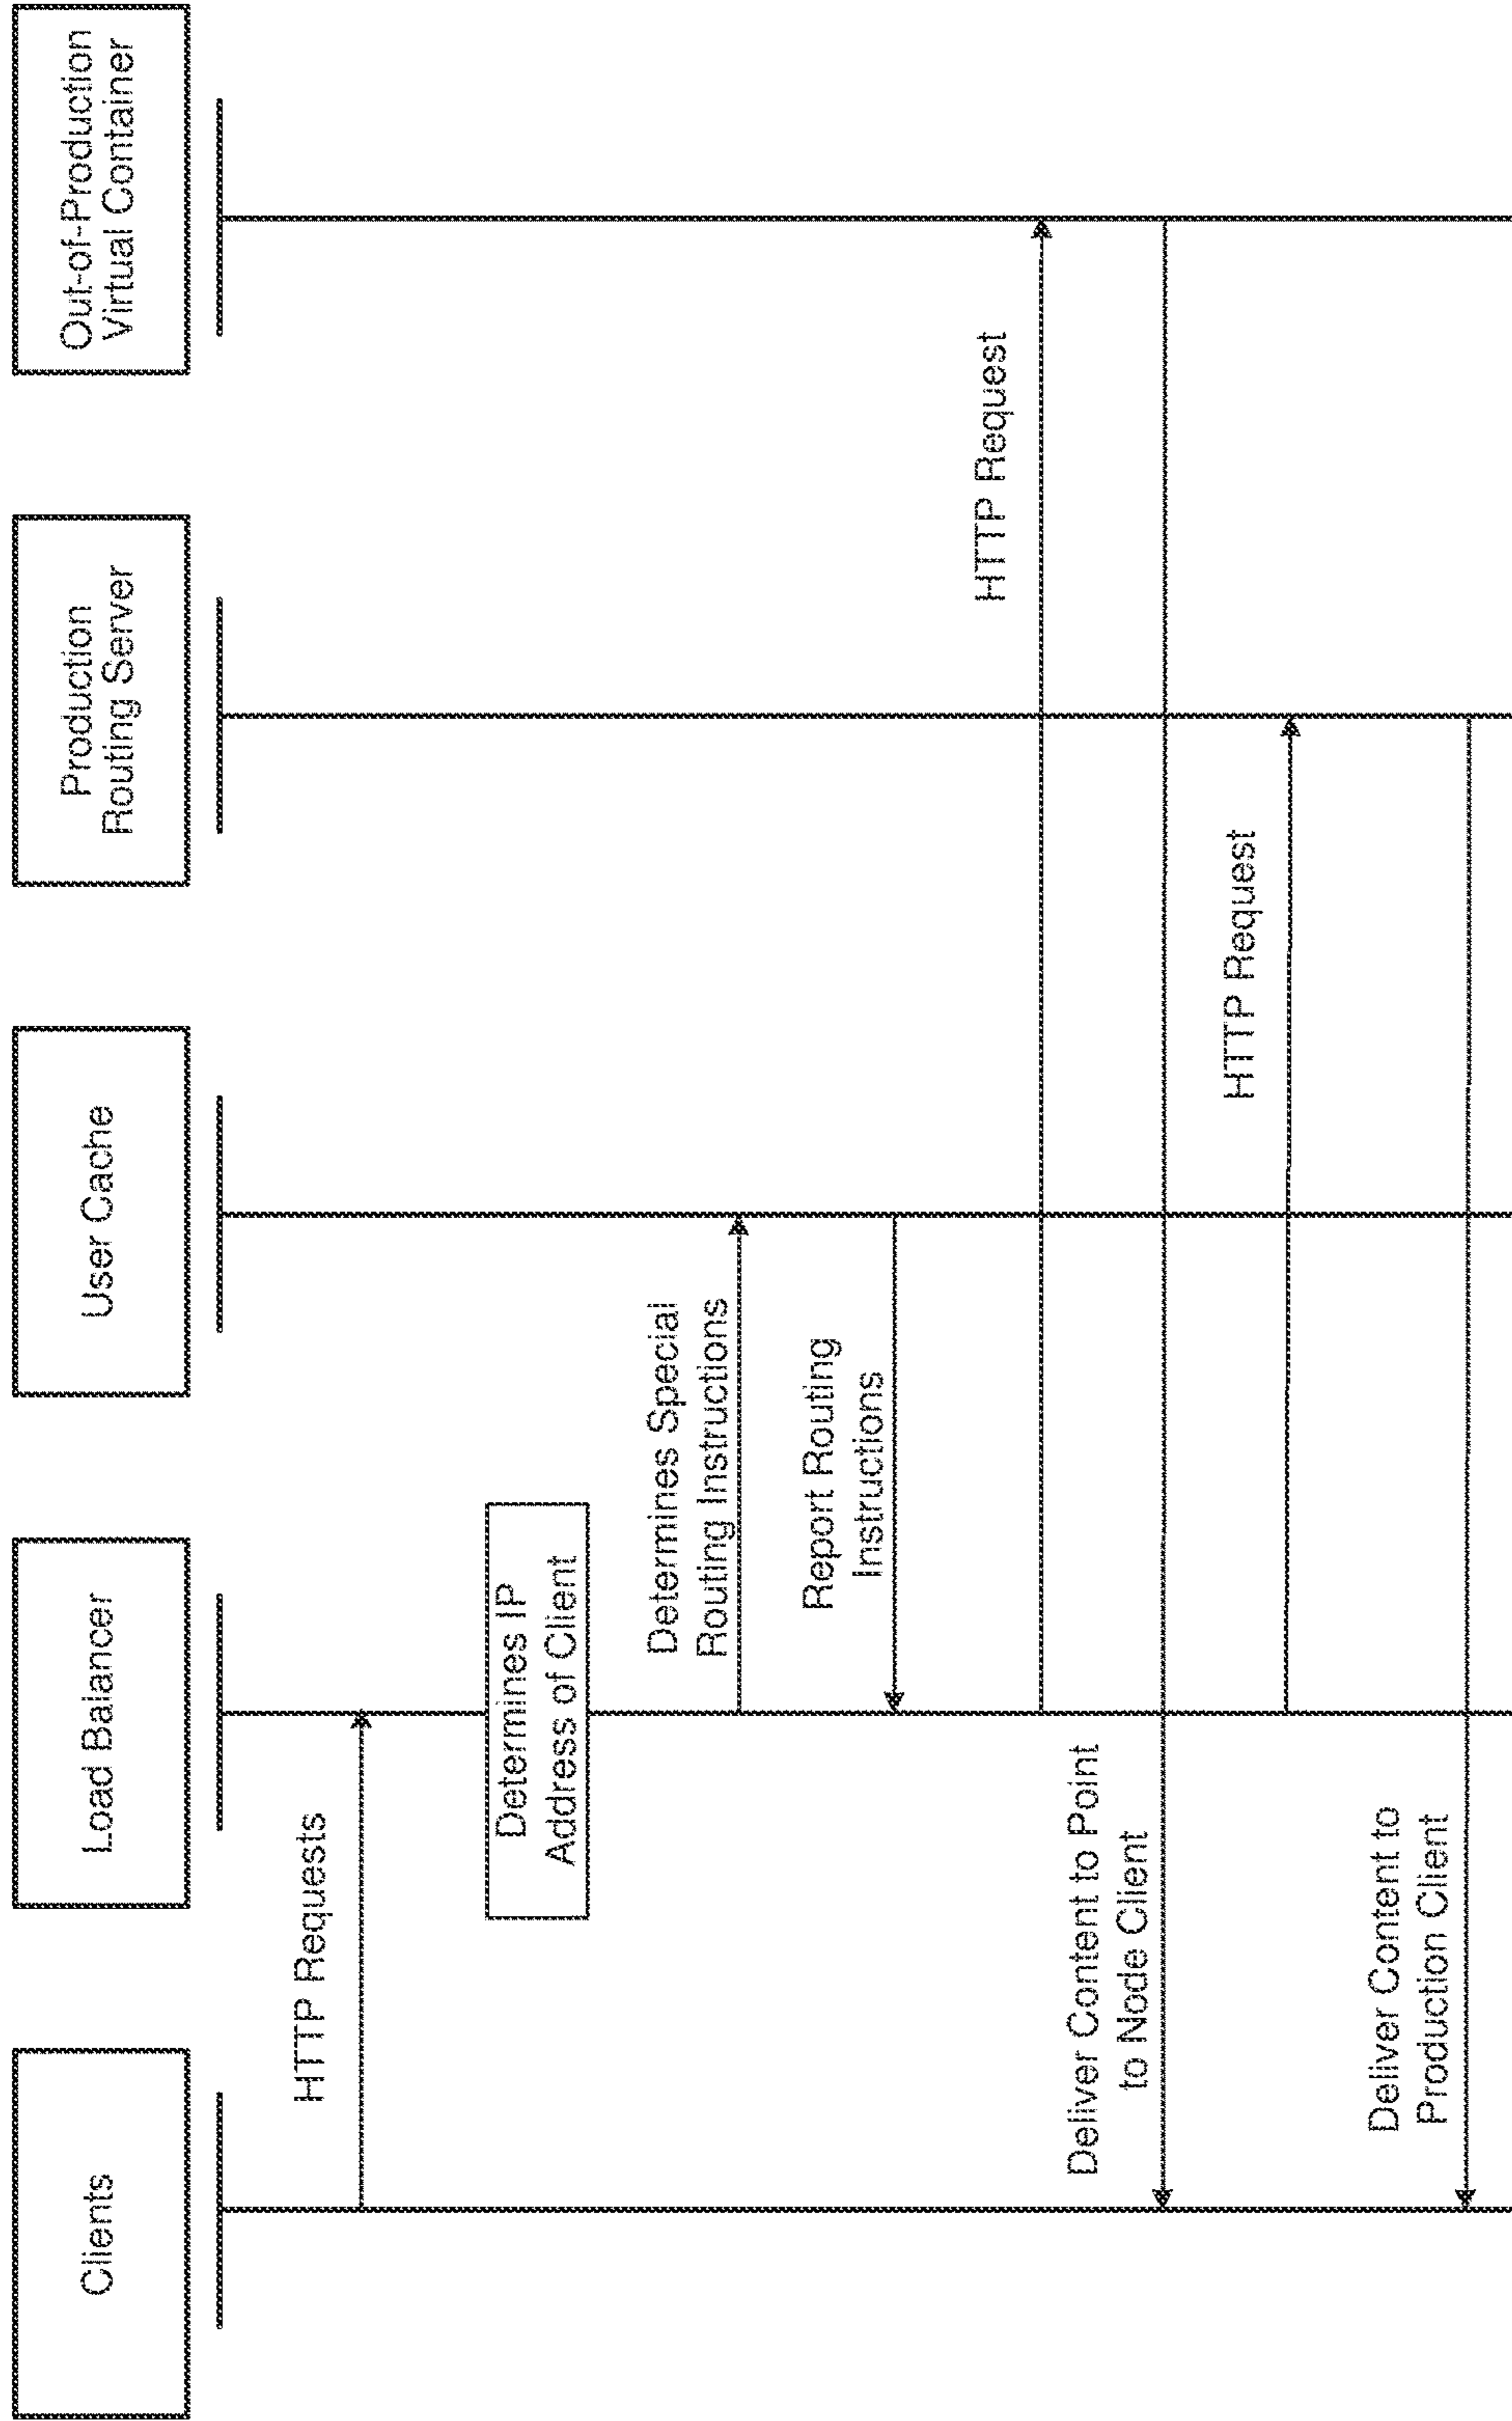 Clients
Load Balancer
User Cache
Production
Routing Server
Out-of-Production
Virtual Container
HTTP Requests
Determines IP
Address of Client
Determines Special
Routing Instructions
Report Routing
Instructions
HTTP Request
Deliver Content to Point
to Node Client
HTTP Request
Deliver Content to
Production Client